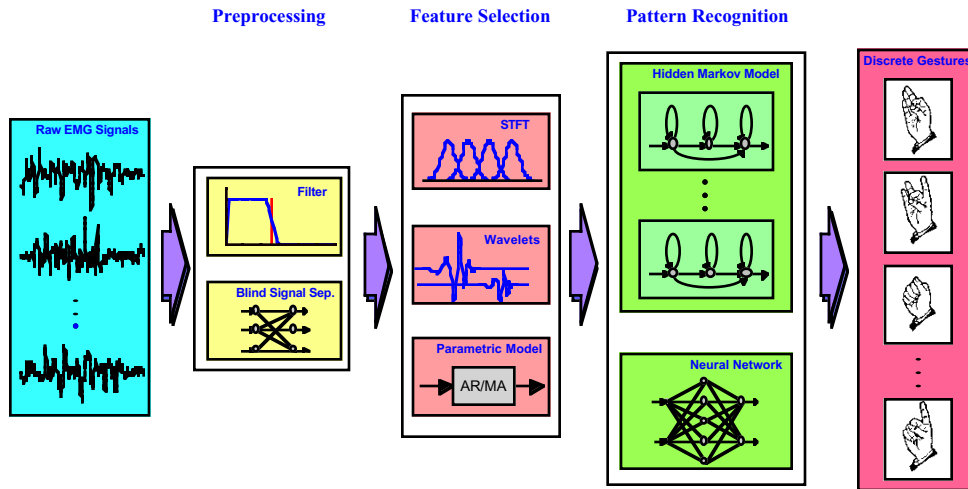 Preprocessing
Feature Selection
Pattern Recognition
Raw EMG Signals
Filter
Blind Signal Sep.
STFT
Wavelets
Parametric Model
AR/MA
Hidden Markov Model
Neural Network
Discrete Gestures